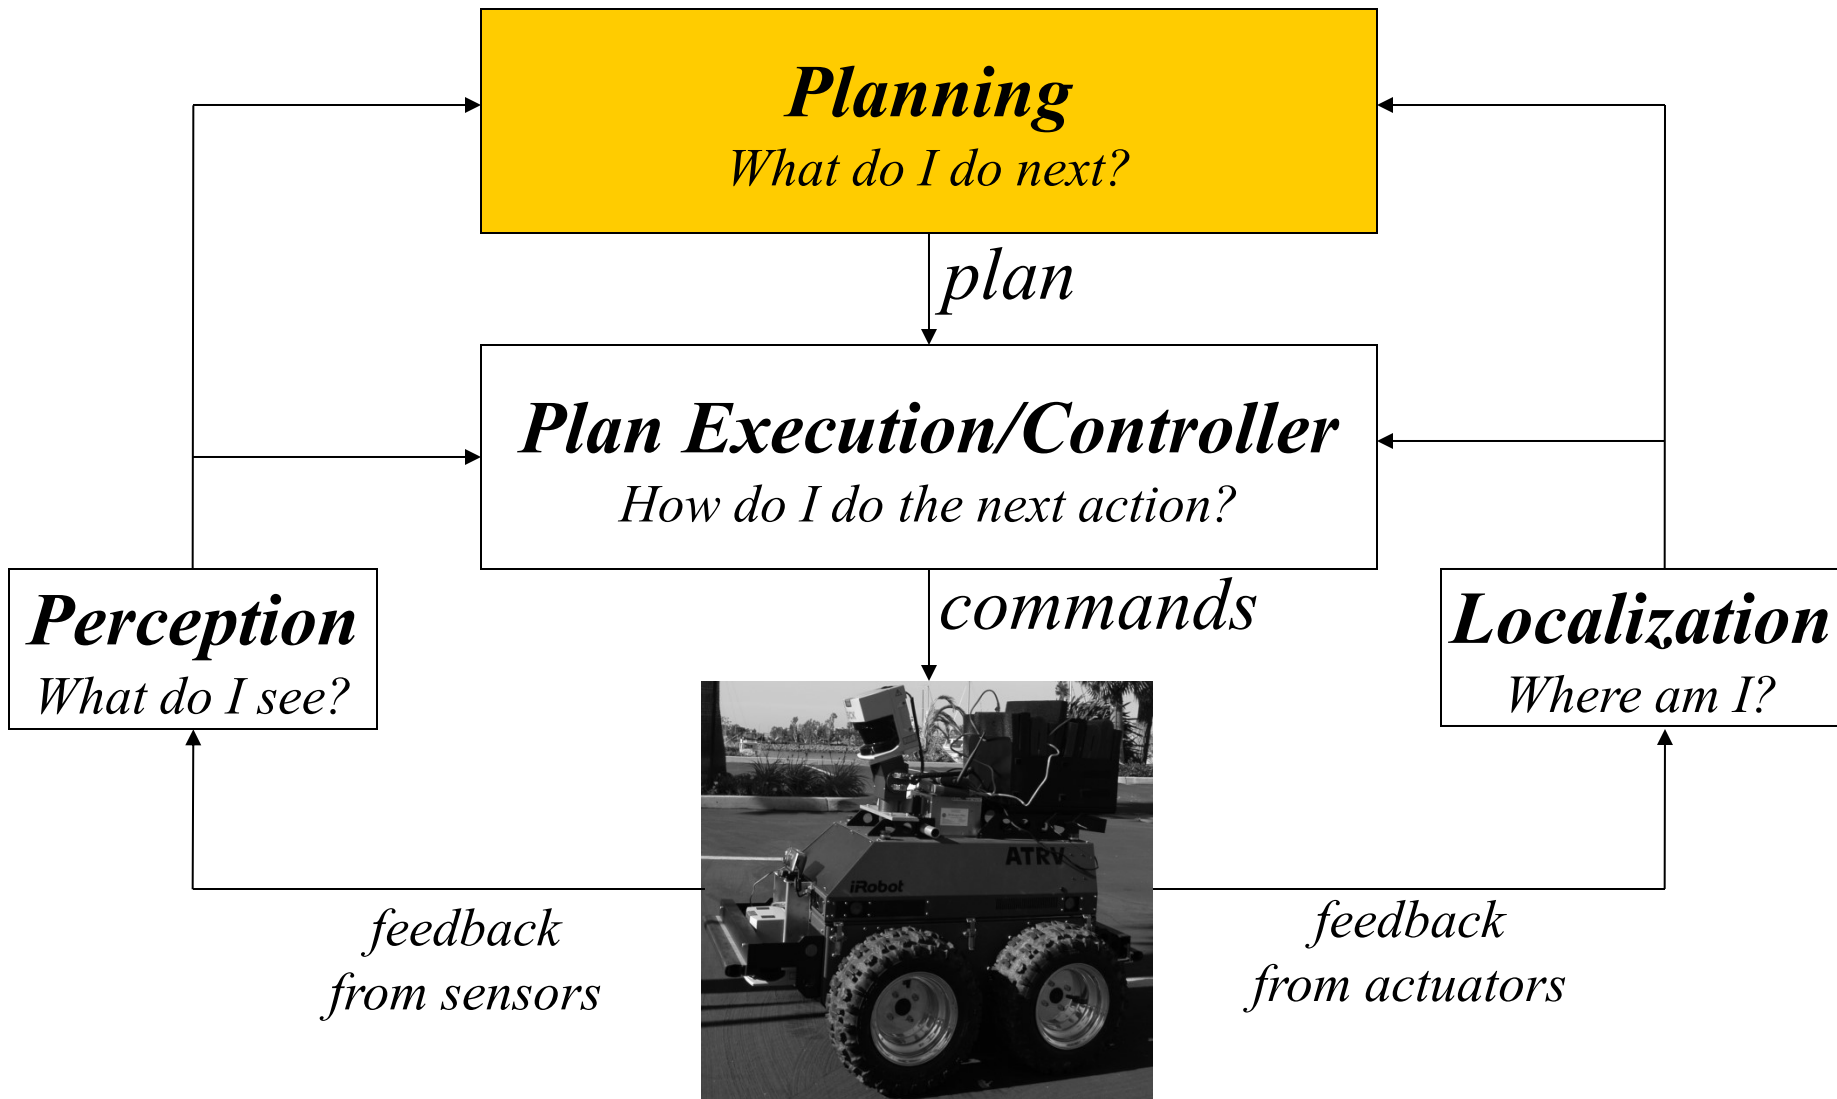 Planning
What do I do next?
plan
Plan Execution/Controller
How do I do the next action?
Perception
What do I see?
commands
Localization
Where am I?
ATRV
iRobot
feedback
from sensors
feedback
from actuators